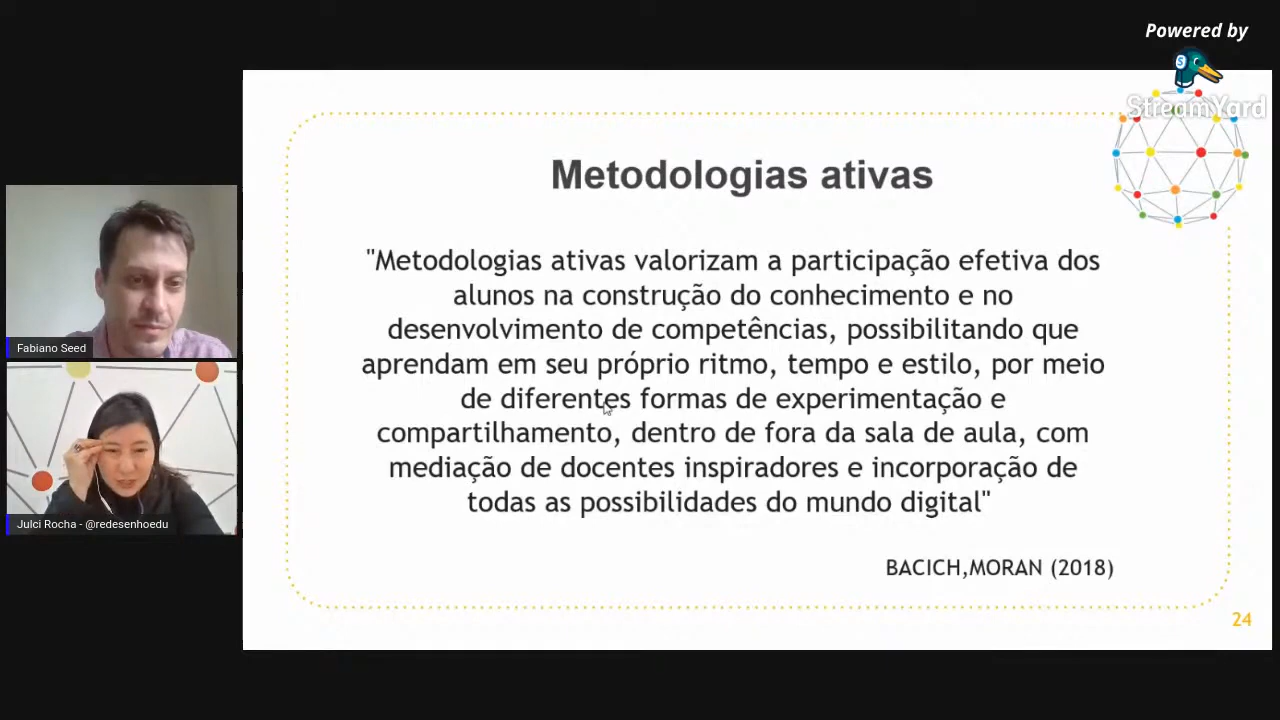 Powered by
StreamYard
Metodologias ativas
"Metodologias ativas valorizam a participação efetiva dos
alunos na construção do conhecimento e no
desenvolvimento de competências, possibilitando que
aprendam em seu próprio ritmo, tempo e estilo, por meio
de diferentes formas de experimentação e
compartilhamento, dentro de fora da sala de aula, com
mediação de docentes inspiradores e incorporação de
todas as possibilidades do mundo digital"
BACICH,MORAN (2018)
24
Fabiano Seed
Julci Rocha - @redesenhoedu